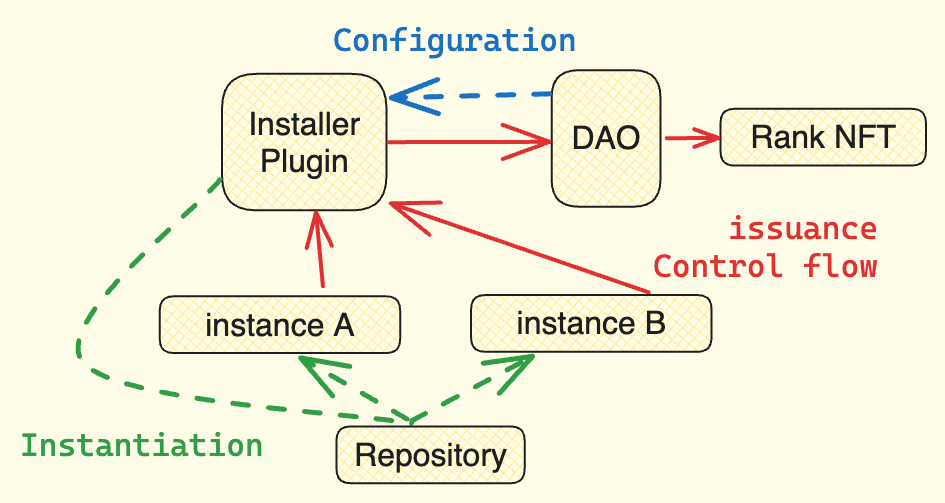 Configuration
Installer
Plugin
DAO
Rank NFT
issuance
Control flow
instance A
instance B
Instantiation
Repository